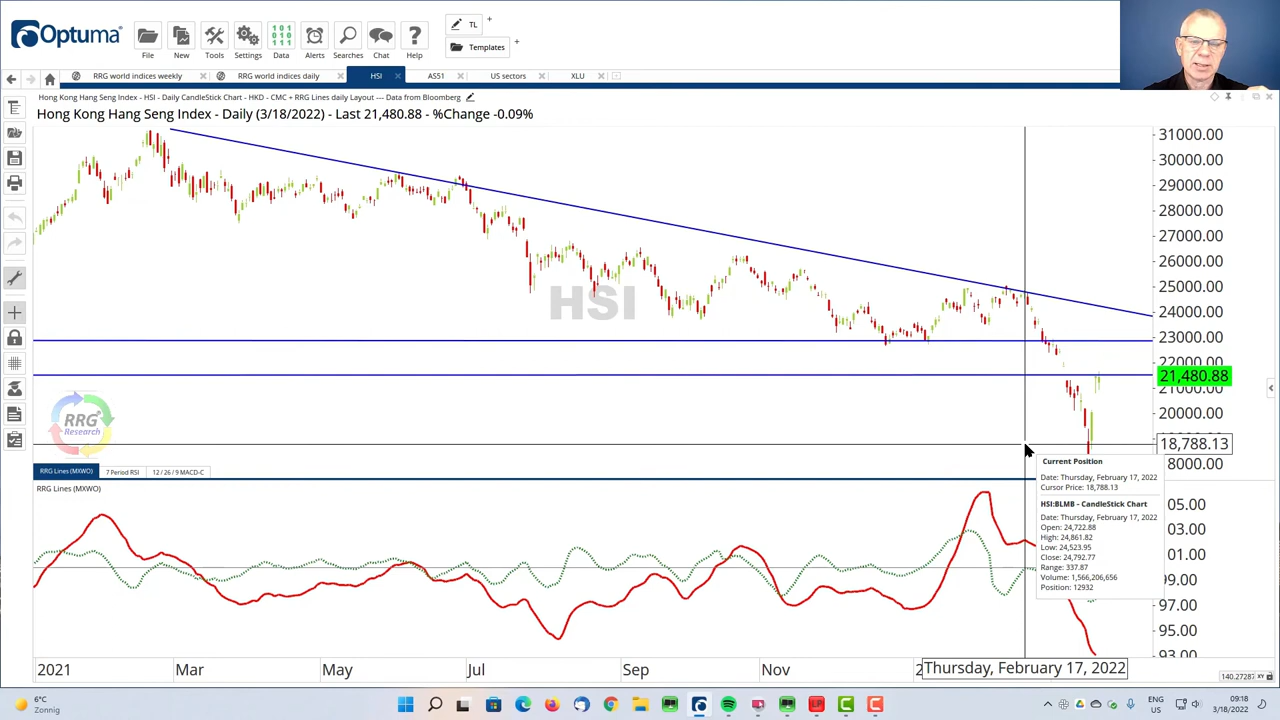 Optuma
File
New
Tools
Settings
Data
Alerts
Searches
Chat
Help
TL
Templates
RRG world indices weekly
RRG world indices daily
HSI
AS51
US sectors
XLU
Hong Kong Hang Seng Index - HSI - Daily CandleStick Chart - HKD - CMC + RRG Lines daily Layout --- Data from Bloomberg
Hong Kong Hang Seng Index - Daily (3/18/2022) - Last 21,480.88 - %Change -0.09%
31000.00
30000.00
29000.00
28000.00
27000.00
26000.00
25000.00
24000.00
23000.00
22000.00
21,480.88
21000.00
20000.00
18,788.13
8000.00
HSI
RRG
Research
RRG Lines (MXWO)
7 Period RSI
12 / 26 / 9 MACD-C
RRG Lines (MXWO)
Current Position
Date: Thursday, February 17, 2022
Cursor Price: 18,788.13
HSI:BLMB - CandleStick Chart
Date: Thursday, February 17, 2022
Open: 24,722.88
High: 24,861.82
Low: 24,523.95
Close: 24,792.77
Range: 337.87
Volume: 1,566,206,656
Position: 12932
05.00
03.00
01.00
99.00
97.00
95.00
93.00
2021
Mar
May
Jul
Sep
Nov
Thursday, February 17, 2022
140.27287
XY
6°C
Zonnig
ENG
US
09:18
3/18/2022